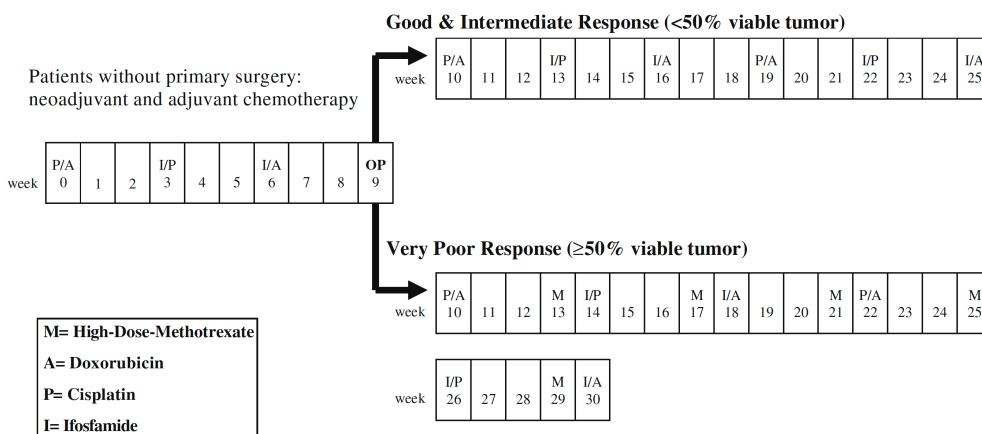 Good & Intermediate Response (<50% viable tumor)
P/A I/P I/A P/A I/P I/A
week 10 11 12 13 14 15 16 17 18 19 20 21 22 23 24 25
Patients without primary surgery:
neoadjuvant and adjuvant chemotherapy
P/A I/P I/A OP
week 0 1 2 3 4 5 6 7 8 9
Very Poor Response (≥50% viable tumor)
P/A M I/P M I/A M P/A M
week 10 11 12 13 14 15 16 17 18 19 20 21 22 23 24 25
I/P M I/A
week 26 27 28 29 30
M= High-Dose-Methotrexate
A= Doxorubicin
P= Cisplatin
I= Ifosfamide